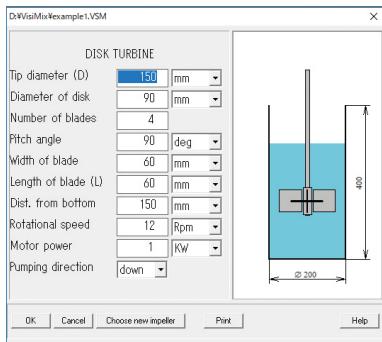 D:¥VisiMix¥example1.VSM
DISK TURBINE
Tip diameter (D) 150 mm
Diameter of disk 90 mm
Number of blades 4
Pitch angle 90 deg
Width of blade 60 mm
Length of blade (L) 60 mm
Dist. from bottom 150 mm
Rotational speed 12 Rpm
Motor power 1 KW
Pumping direction down
400
Ø 200
OK Cancel Choose new impeller Print Help